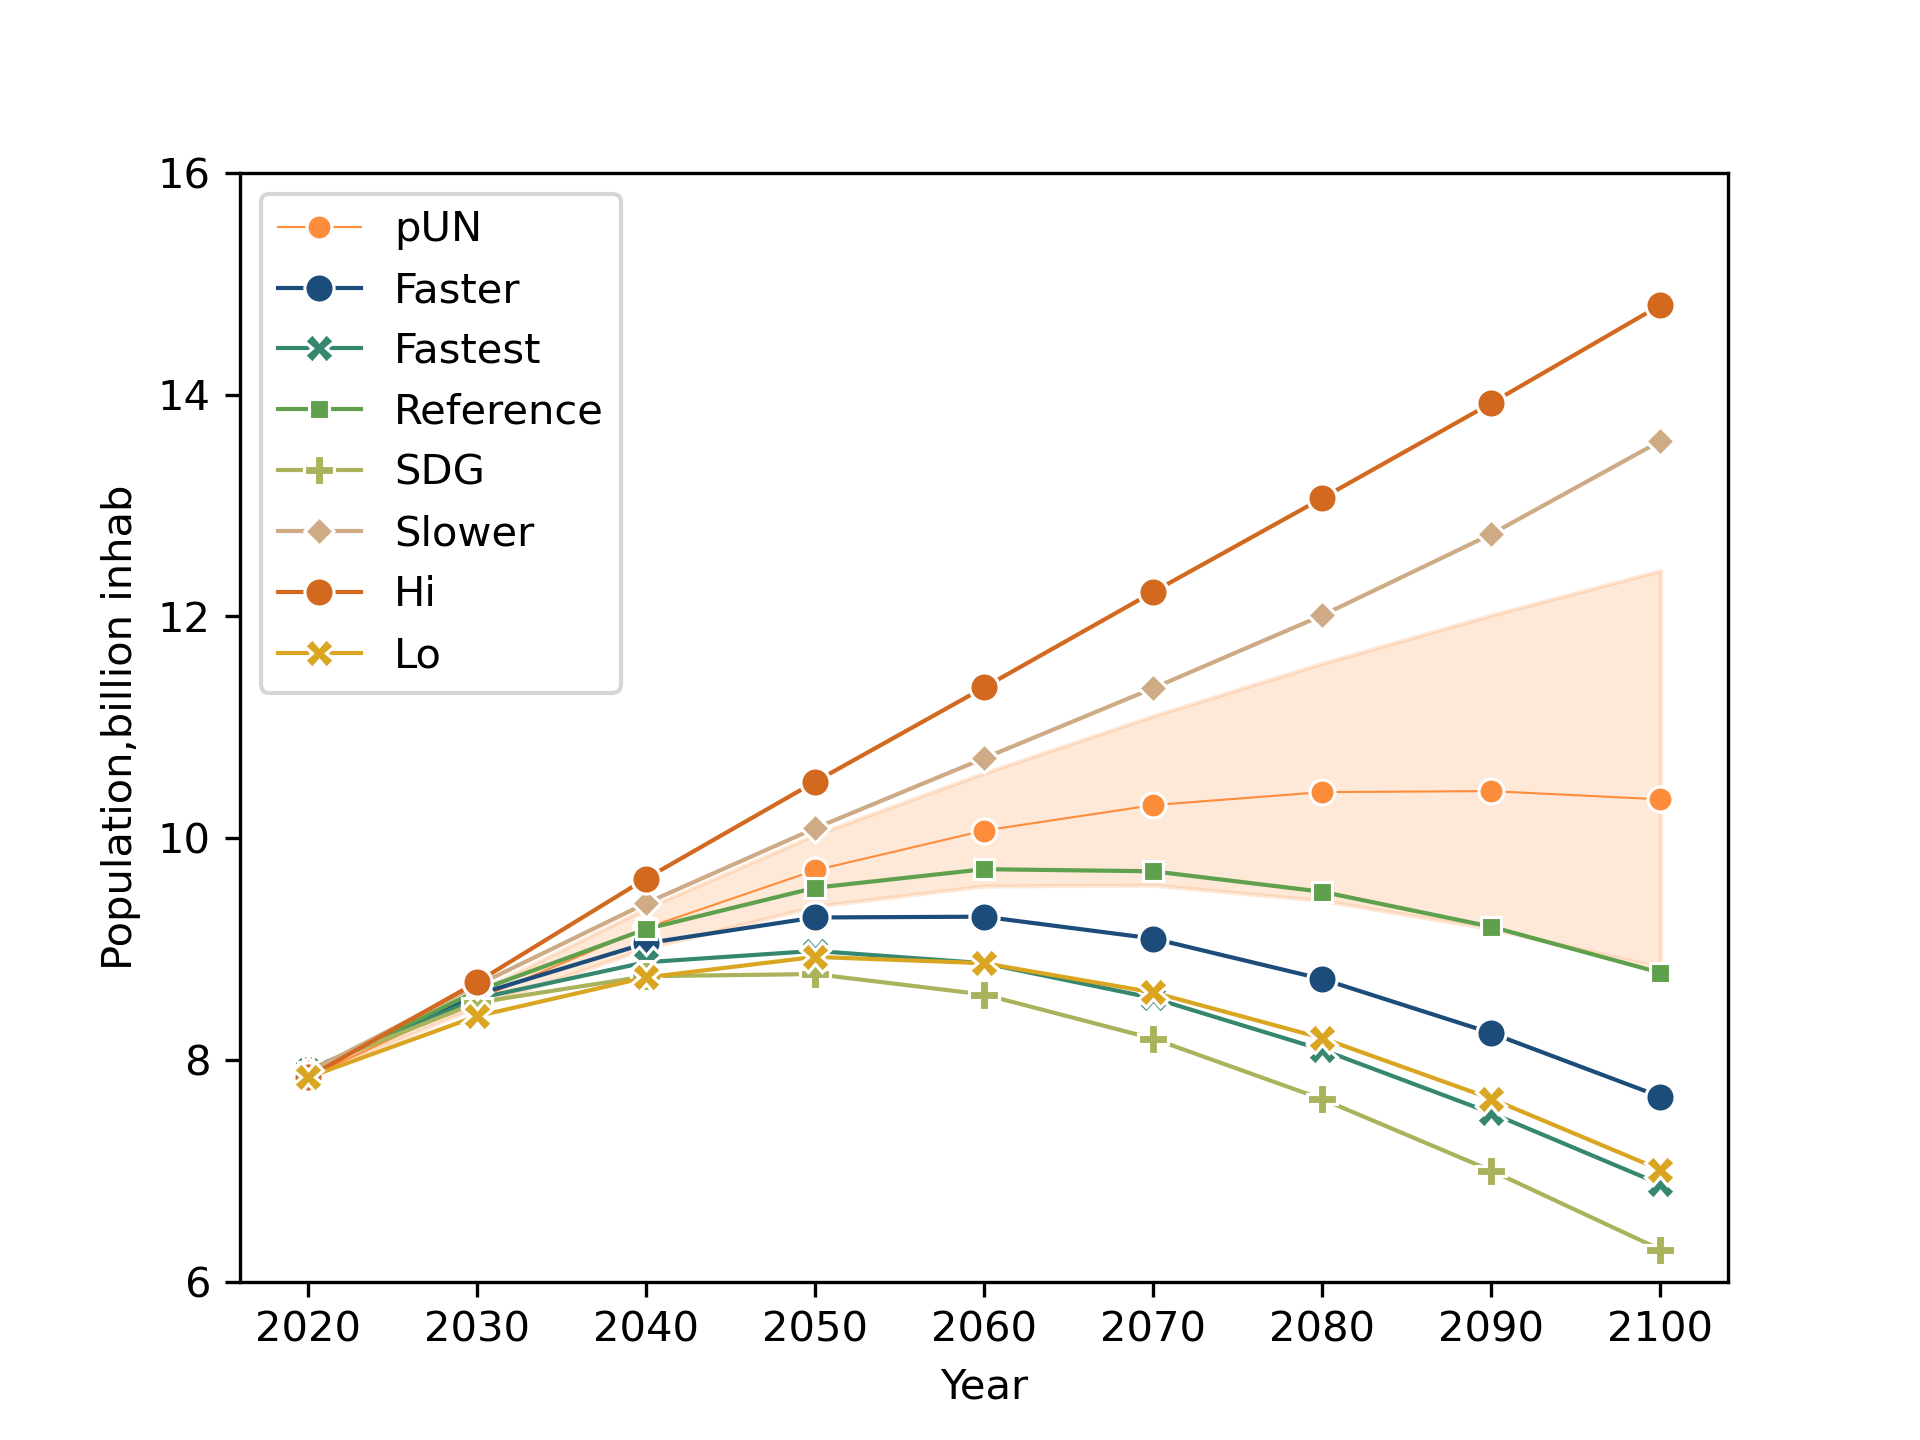 16
14
12
10
8
6
Population,billion inhab
pUN
Faster
Fastest
Reference
SDG
Slower
Hi
Lo
2020 2030 2040 2050 2060 2070 2080 2090 2100
Year